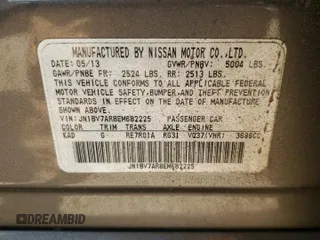 MANUFACTURED BY NISSAN MOTOR CO.,LTD.
DATE: 05/13 GVWR/PNBV: 5004 LBS.
GAWR/PNBE FR: 2524 LBS. RR: 2513 LBS.
THIS VEHICLE CONFORMS TO ALL APPLICABLE FEDERAL
MOTOR VEHICLE SAFETY, BUMPER, AND THEFT PREVENTION
STANDARDS IN EFFECT ON THE DATE OF MANUFACTURE
SHOWN ABOVE.
VIN: JN1BV7AR8EM682225 PASSENGER CAR
COLOR TRIM TRANS AXLE ENGINE
KAD G RE7R01A RG31 VQ37(VHR) 3696CC
JN1BV7AR8EM682225
© EMARBID